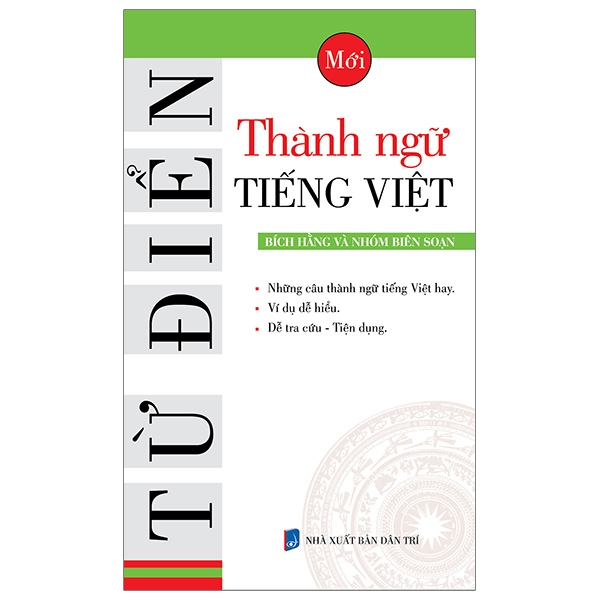 TỪ ĐIỂN
Mới
Thành ngữ
TIẾNG VIỆT
BÍCH HẰNG VÀ NHÓM BIÊN SOẠN
Những câu thành ngữ tiếng Việt hay.
Ví dụ dễ hiểu.
Dễ tra cứu - Tiện dụng.
NHÀ XUẤT BẢN DÂN TRÍ